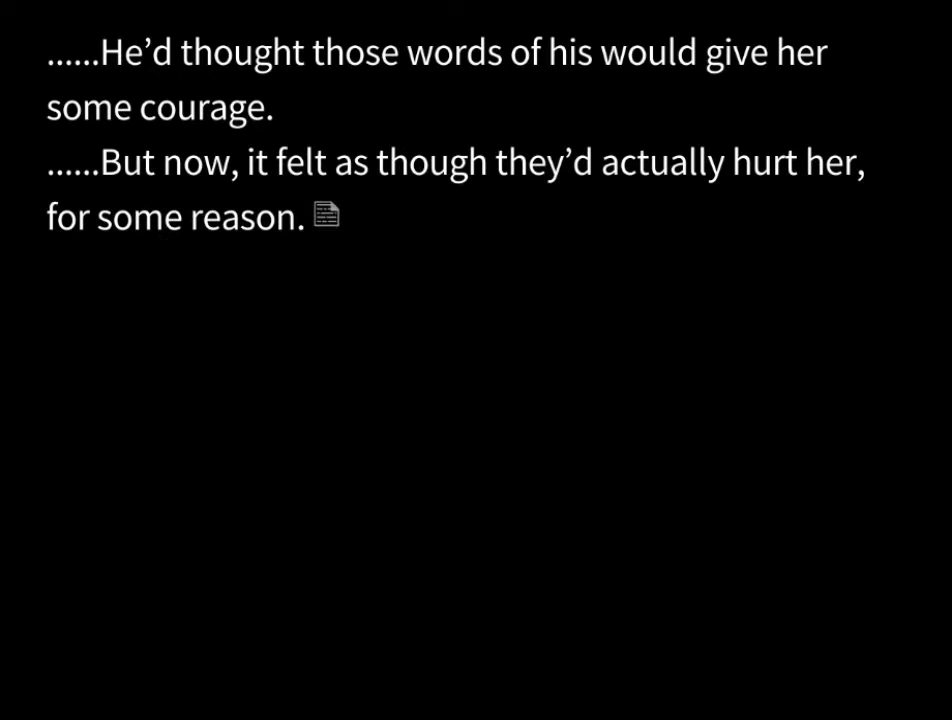 ......He’d thought those words of his would give her
some courage.
......But now, it felt as though they’d actually hurt her,
for some reason.